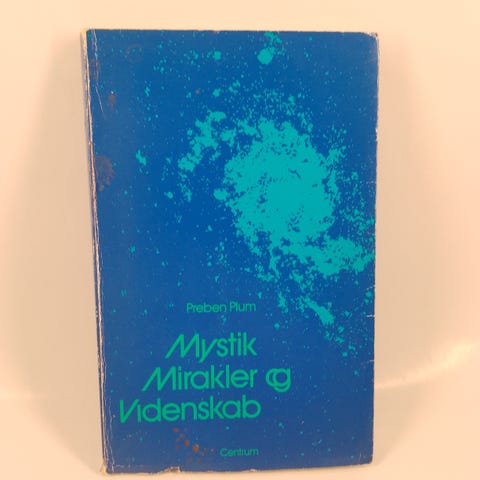 Preben Plum
Mystik
Mirakler og
Videnskab
Centrum